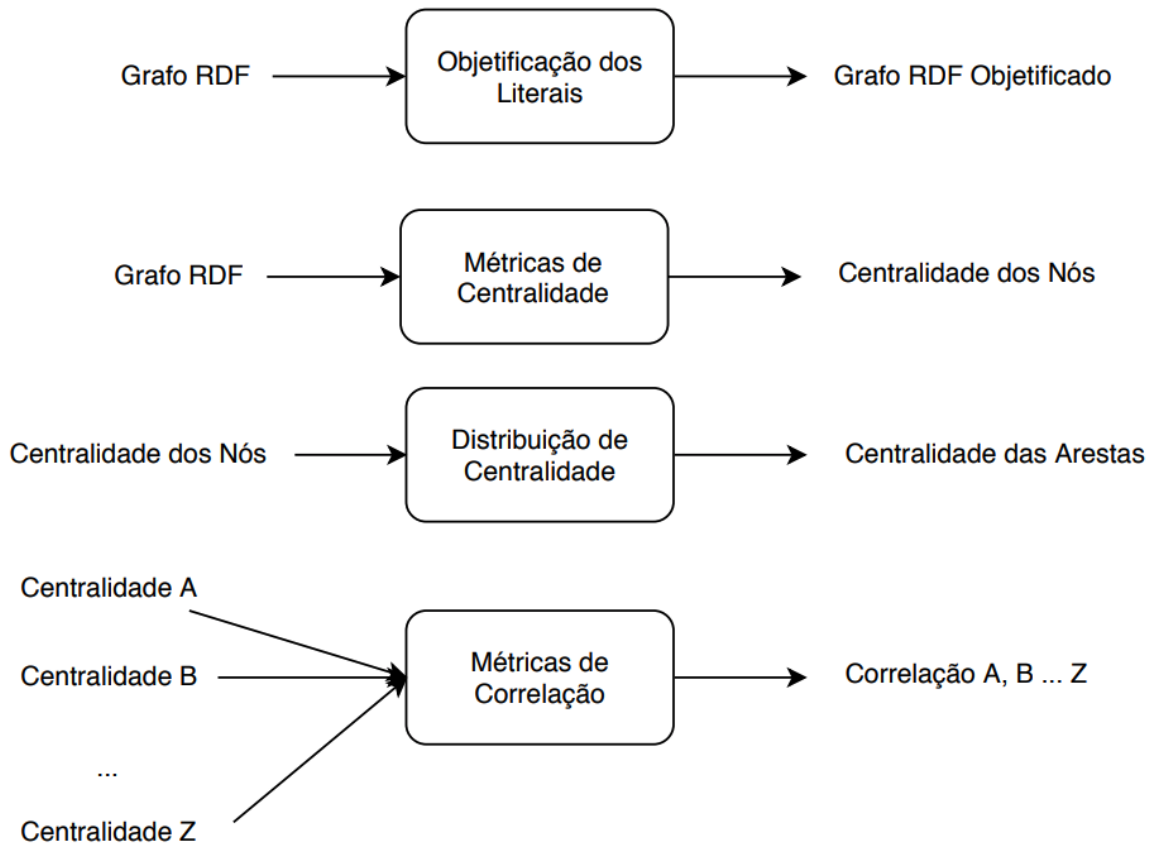 Grafo RDF
Objetificação dos
Literais
Grafo RDF Objetificado
Grafo RDF
Métricas de
Centralidade
Centralidade dos Nós
Centralidade dos Nós
Distribuição de
Centralidade
Centralidade das Arestas
Centralidade A
Centralidade B
...
Centralidade Z
Métricas de
Correlação
Correlação A, B ... Z